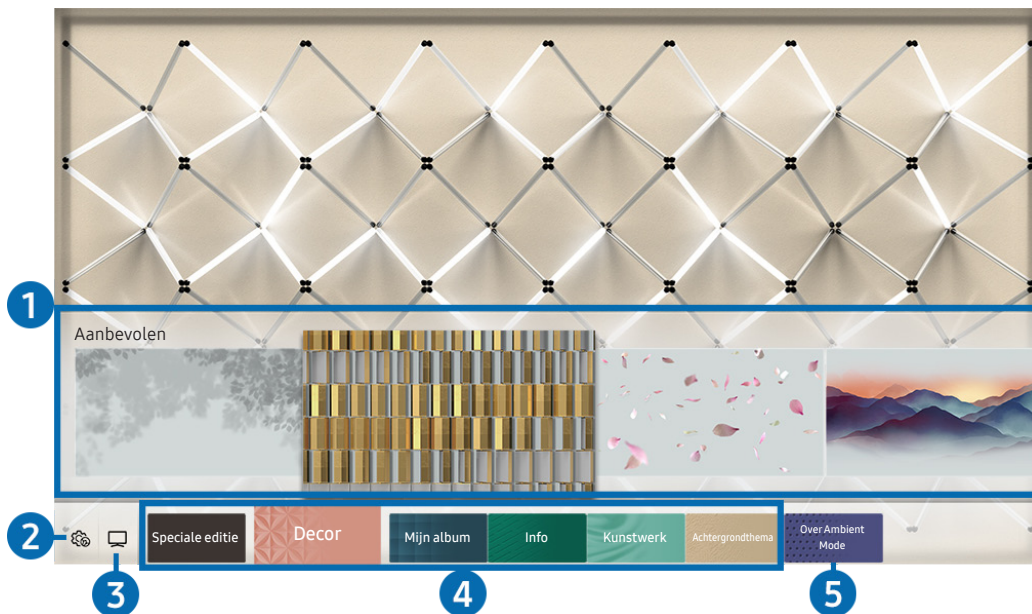 1
Aanbevolen
2
Speciale editie
Decor
Mijn album
Info
Kunstwerk
Achtergrondthema
Over Ambient
Mode
3
4
5